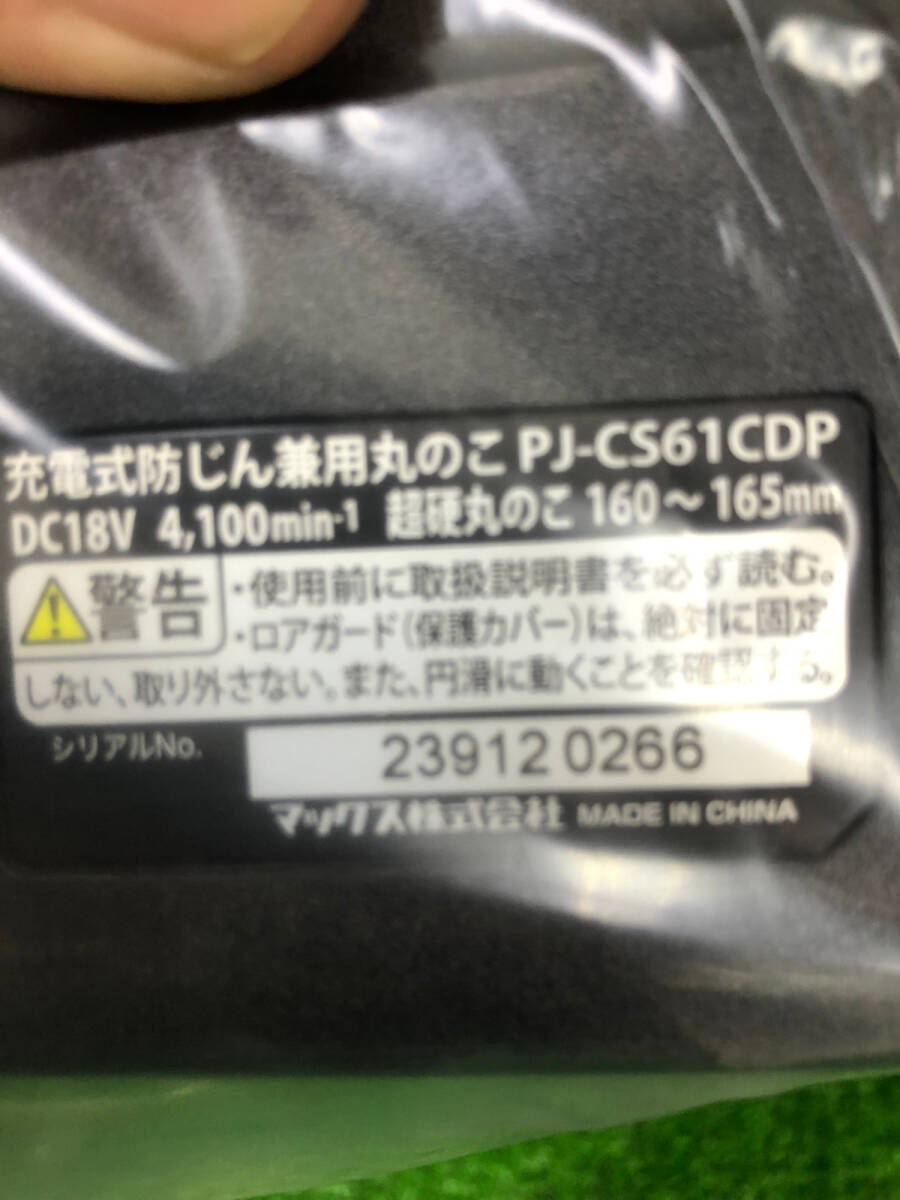 充電式防じん兼用丸のこ PJ-CS61CDP
DC18V 4,100min-1 超硬丸のこ 160～165mm
警告
・使用前に取扱説明書を必ず読む。
・ロアガード(保護カバー)は、絶対に固定
しない、取り外さない。また、円滑に動くことを確認する。
シリアルNo.
239120266
マックス株式会社 MADE IN CHINA